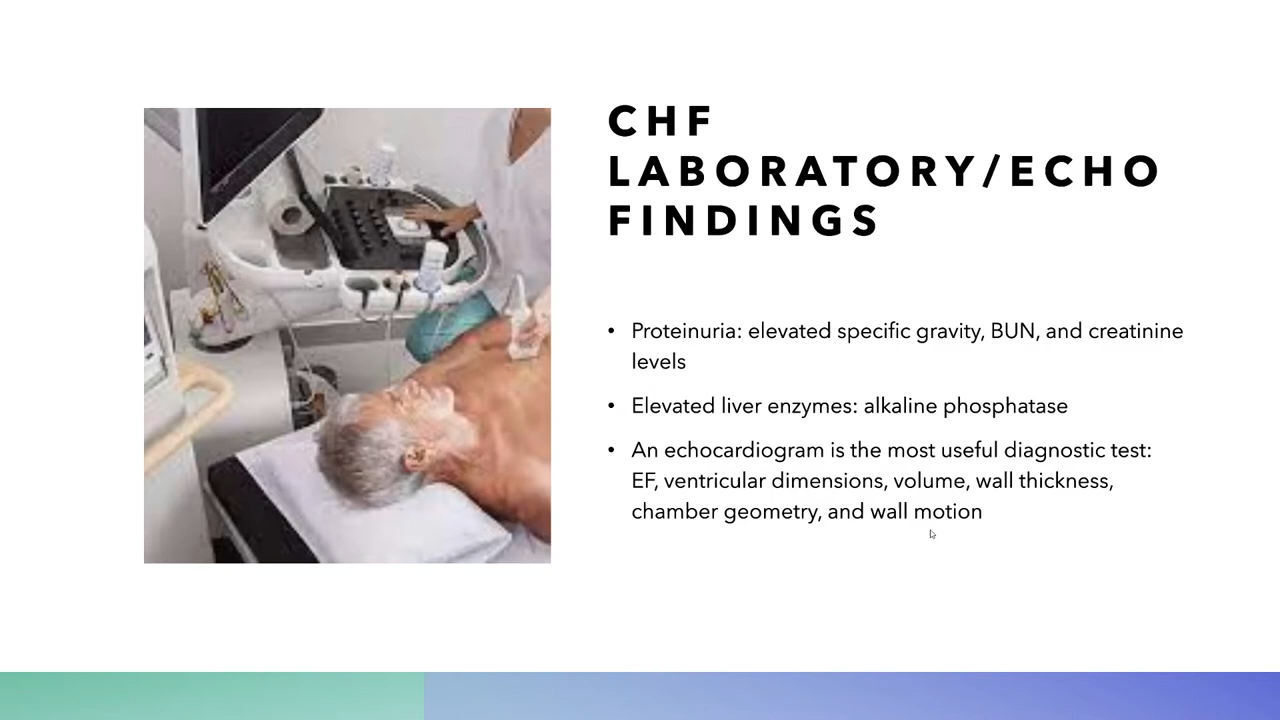 CHF
LABORATORY/ECHO
FINDINGS
• Proteinuria: elevated specific gravity, BUN, and creatinine
levels
• Elevated liver enzymes: alkaline phosphatase
• An echocardiogram is the most useful diagnostic test:
EF, ventricular dimensions, volume, wall thickness,
chamber geometry, and wall motion